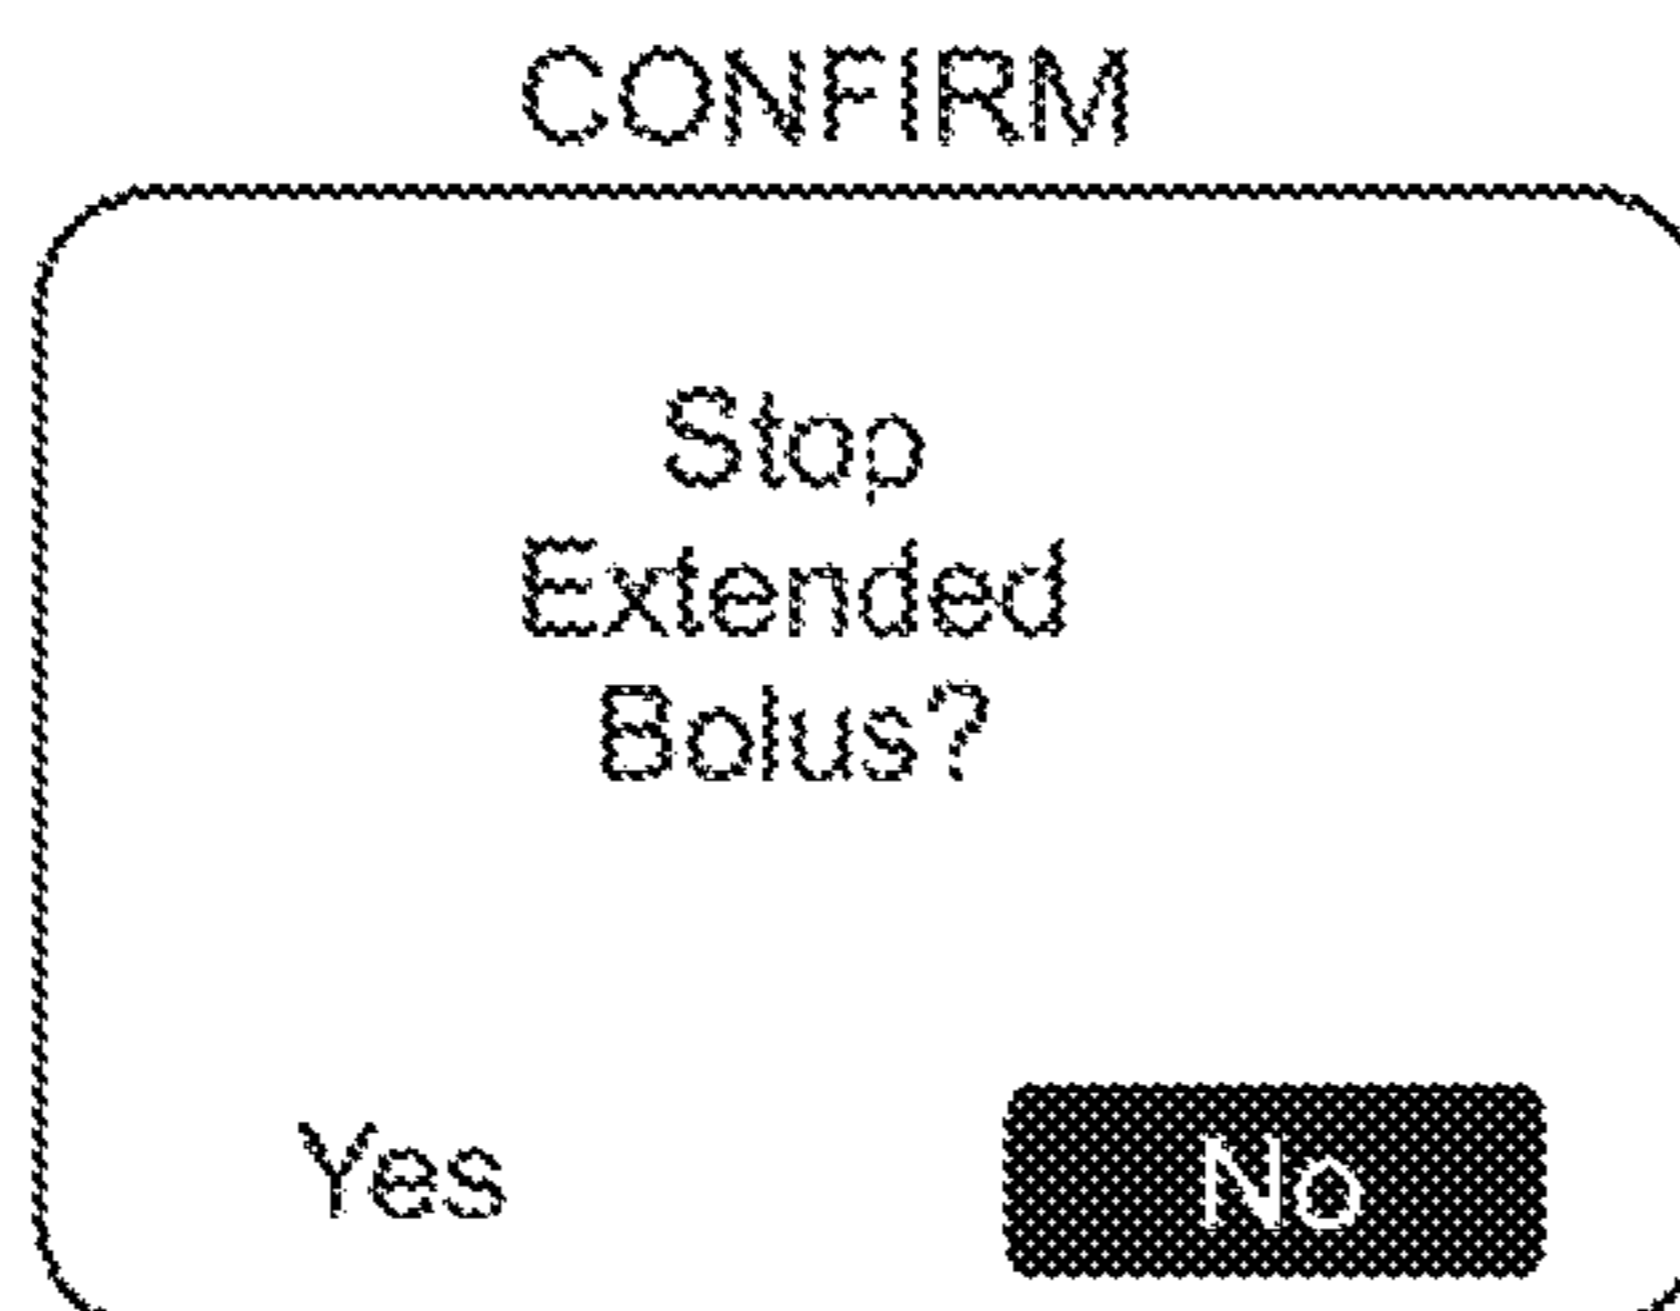 CONFIRM
Stop
Extended
Bolus?
Yes No